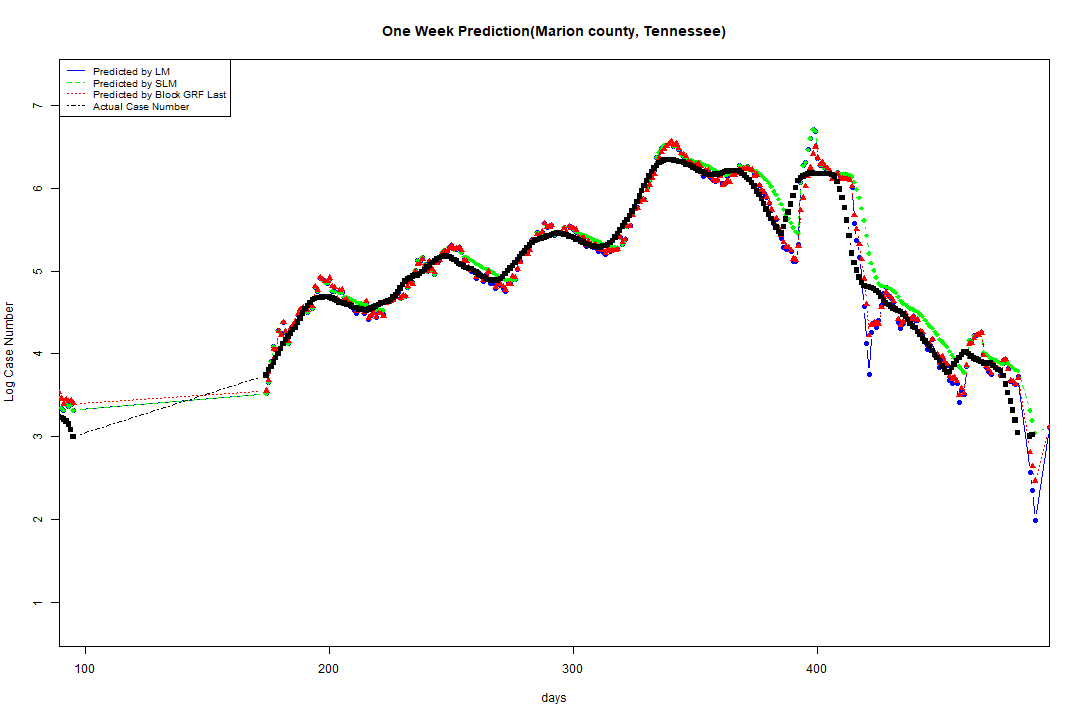 One Week Prediction(Marion county, Tennessee)
Predicted by LM
Predicted by SLM
Predicted by Block GRF Last
Actual Case Number
7
6
5
4
3
2
1
Log Case Number
100 200 300 400
days